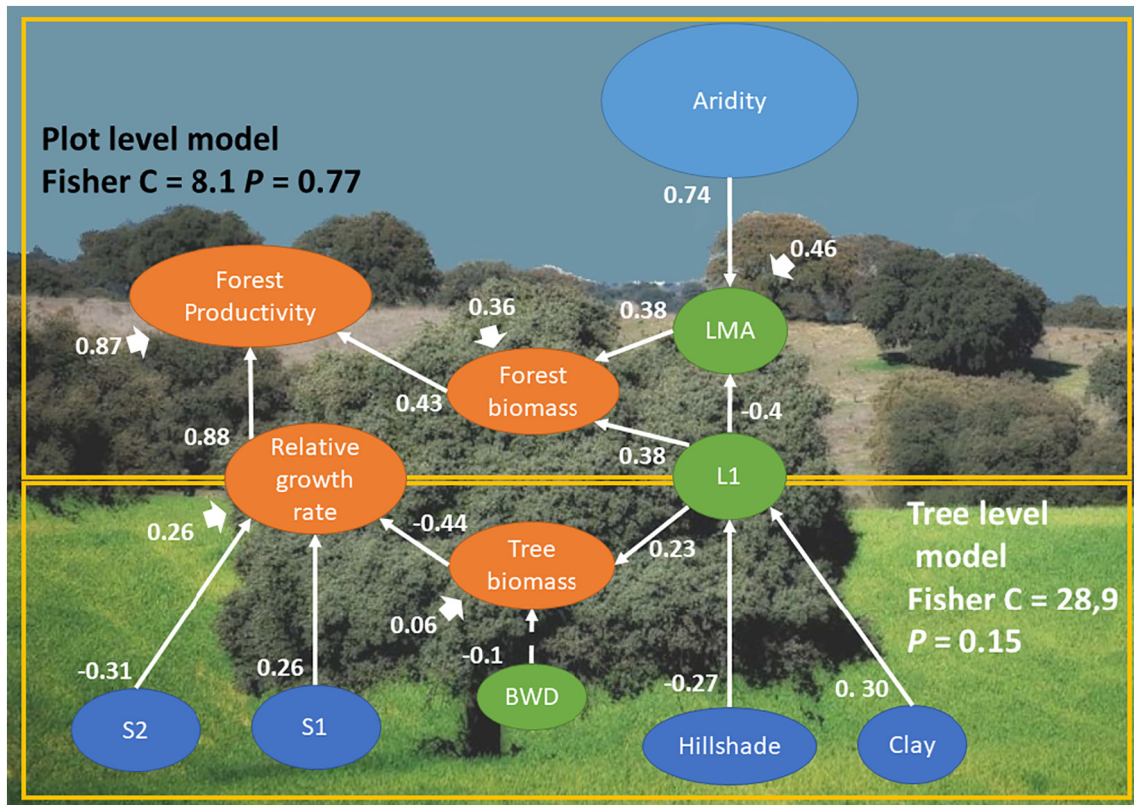 Aridity
Plot level model
Fisher C = 8.1 P = 0.77
0.74
0.46
Forest
Productivity
0.87
0.36
0.38
LMA
Forest
biomass
0.43
-0.4
0.88
0.38
Relative
growth
rate
L1
0.26
-0.44
Tree
biomass
0.23
Tree level
model
Fisher C = 28,9
P = 0.15
0.06
-0.31
0.26
-0.1
-0.27
0. 30
S2
S1
BWD
Hillshade
Clay